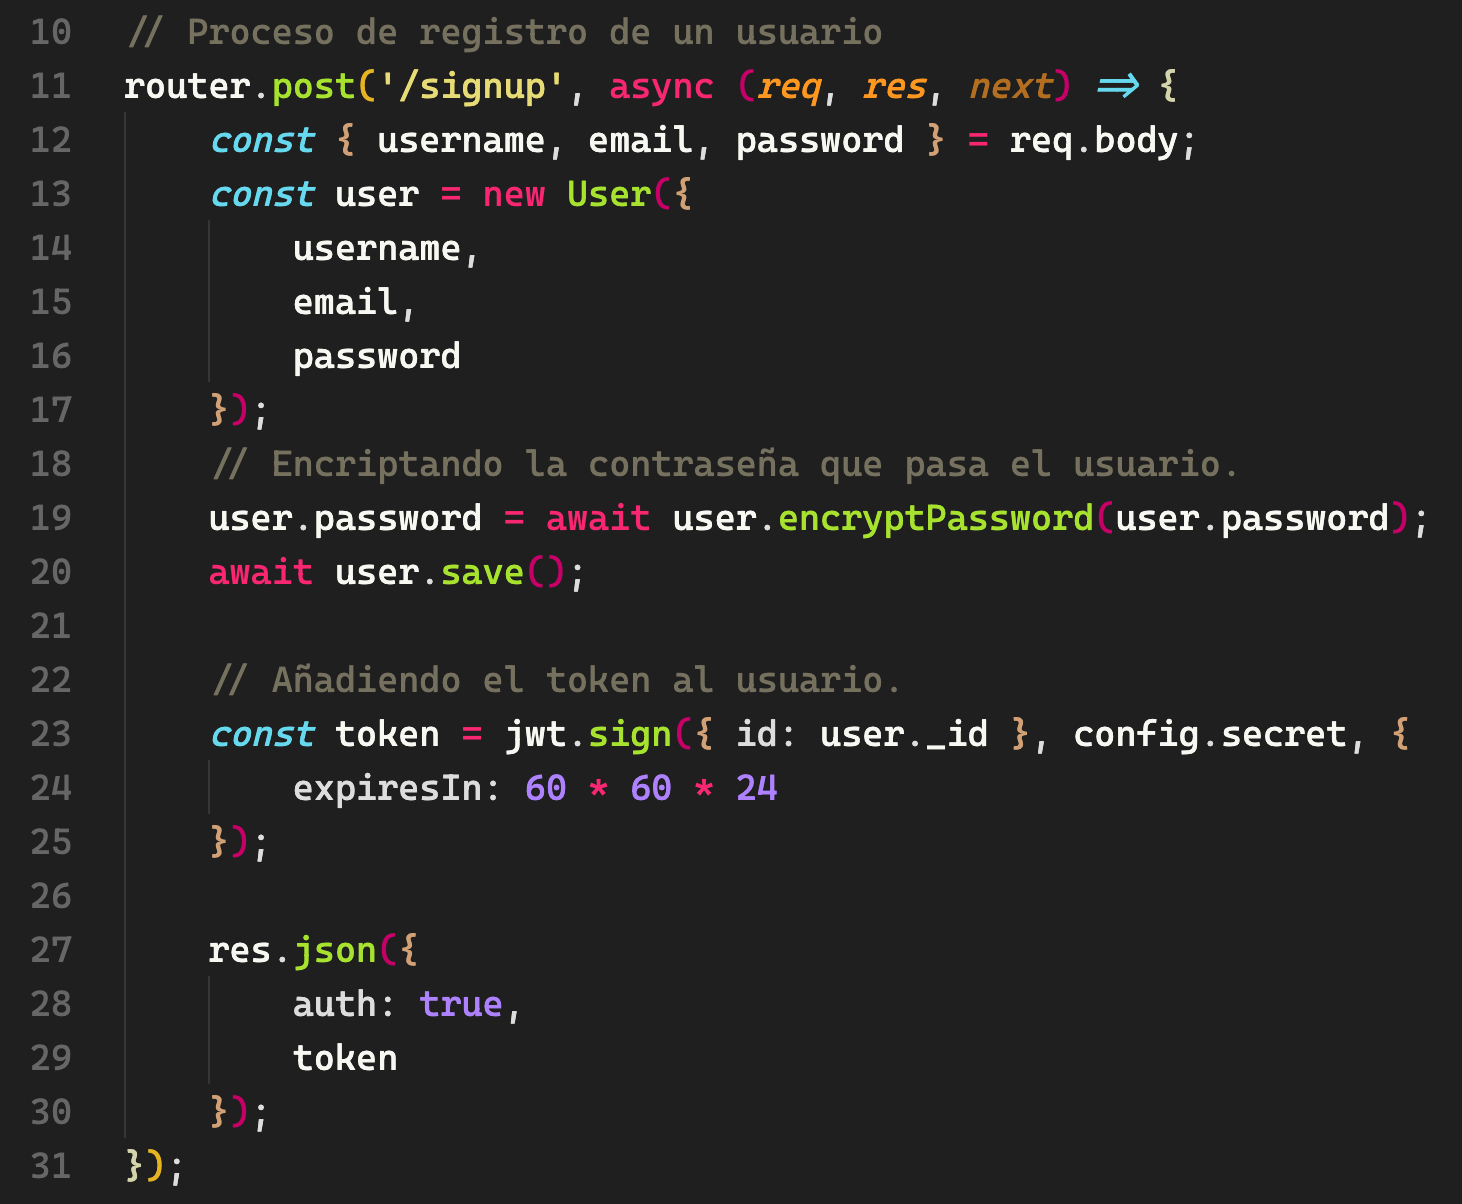 10 // Proceso de registro de un usuario
11 router.post('/signup', async (req, res, next) => {
12     const { username, email, password } = req.body;
13     const user = new User({
14         username,
15         email,
16         password
17     });
18     // Encriptando la contraseña que pasa el usuario.
19     user.password = await user.encryptPassword(user.password);
20     await user.save();
21
22     // Añadiendo el token al usuario.
23     const token = jwt.sign({ id: user._id }, config.secret, {
24         expiresIn: 60 * 60 * 24
25     });
26
27     res.json({
28         auth: true,
29         token
30     });
31 });